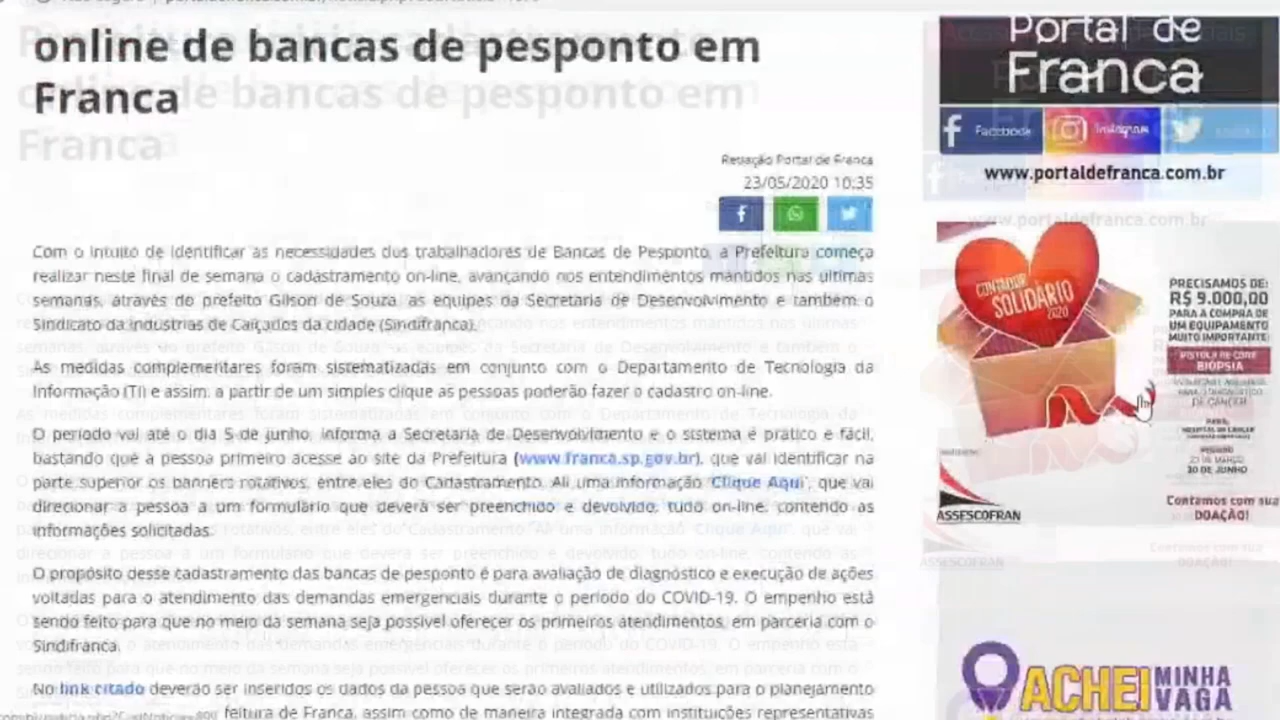 online de bancas de pesponto em
Franca
Redação Portal de Franca
23/05/2020 10:35
Com o intuito de identificar as necessidades dos trabalhadores de Bancas de Pesponto, a Prefeitura começa
realizar neste final de semana o cadastramento on-line, avançando nos entendimentos mantidos nas últimas
semanas, através do prefeito Gilson de Souza, as equipes da Secretaria de Desenvolvimento e também o
Sindicato da Indústrias de Calçados da cidade (Sindifranca).
As medidas complementares foram sistematizadas em conjunto com o Departamento de Tecnologia da
Informação (TI) e assim, a partir de um simples clique as pessoas poderão fazer o cadastro on-line.
O período vai até o dia 5 de junho, informa a Secretaria de Desenvolvimento e o sistema é prático e fácil,
bastando que a pessoa primeiro acesse ao site da Prefeitura (www.franca.sp.gov.br), que vai identificar na
parte superior os banners rotativos, entre eles do Cadastramento. Ali uma informação 'Clique Aqui', que vai
direcionar a pessoa a um formulário que deverá ser preenchido e devolvido, tudo on-line, contendo as
informações solicitadas.
O propósito desse cadastramento das bancas de pesponto é para avaliação de diagnóstico e execução de ações
voltadas para o atendimento das demandas emergenciais durante o período do COVID-19. O empenho está
sendo feito para que no meio da semana seja possível oferecer os primeiros atendimentos, em parceria com o
Sindifranca.
No link citado deverão ser inseridos os dados da pessoa que serão avaliados e utilizados para o planejamento
feitura de Franca, assim como de maneira integrada com instituições representativas
Portal de
Franca
Facebook
Instagram
www.portaldefranca.com.br
CONTADOR
SOLIDÁRIO
2020
PRECISAMOS DE:
R$ 9.000,00
PARA A COMPRA DE
UM EQUIPAMENTO
MUITO IMPORTANTE:
PISTOLA DE CORE
BIÓPSIA
DE CÂNCER
30 DE JUNHO
ASSESCOFRAN
Contamos com sua
DOAÇÃO!
ACHEI MINHA
VAGA